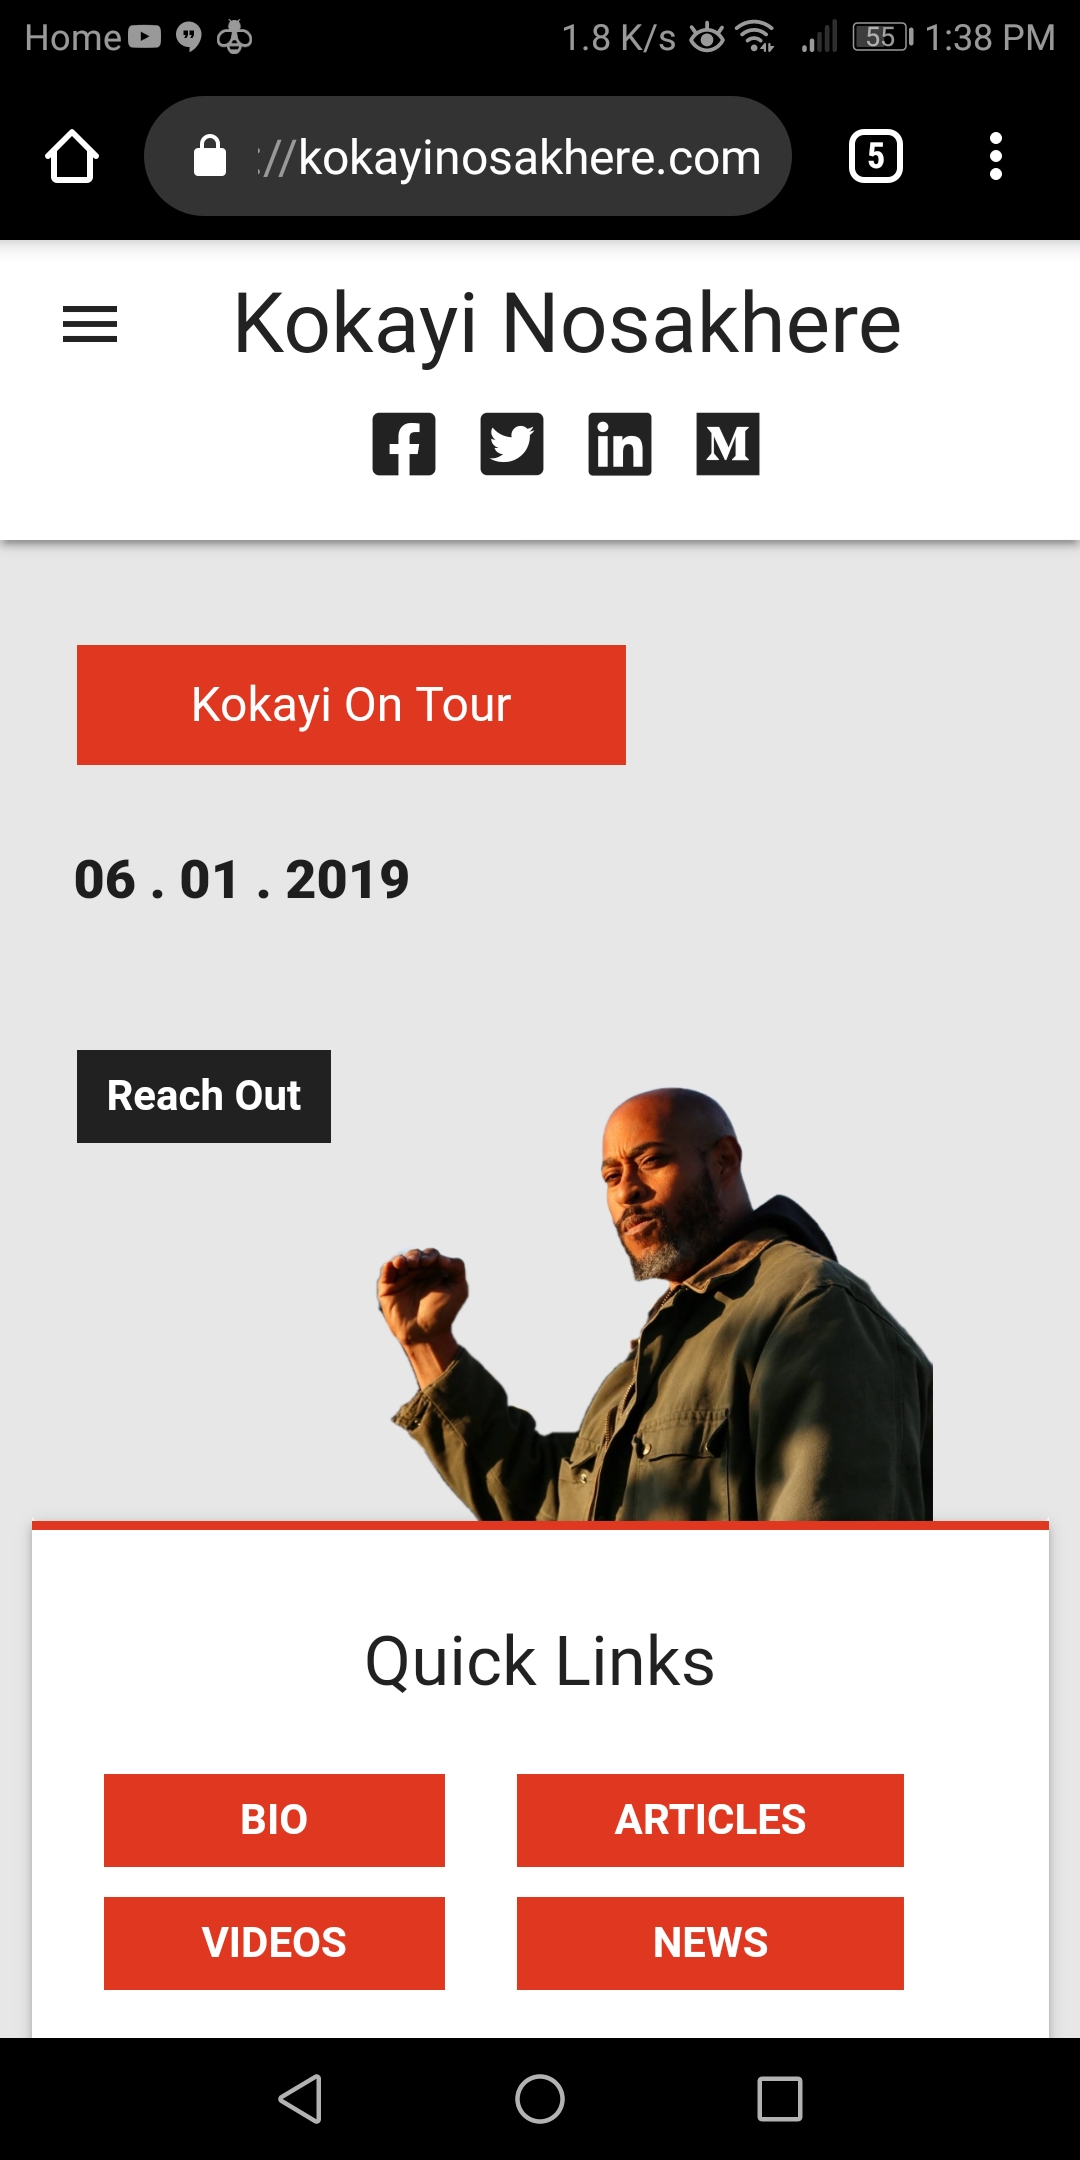 Home 1.8 K/s 55 1:38 PM
://kokayinosakhere.com 5
Kokayi Nosakhere
f in M
Kokayi On Tour
06 . 01 . 2019
Reach Out
Quick Links
BIO ARTICLES
VIDEOS NEWS